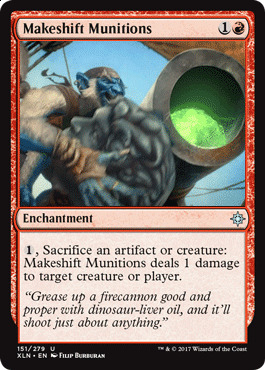 Makeshift Munitions 1
Enchantment
1, Sacrifice an artifact or creature:
Makeshift Munitions deals 1 damage
to target creature or player.
"Grease up a firecannon good and
proper with dinosaur-liver oil, and it'll
shoot just about anything."
151/279 U
XLN • EN Filip Burburan
™ & © 2017 Wizards of the Coast